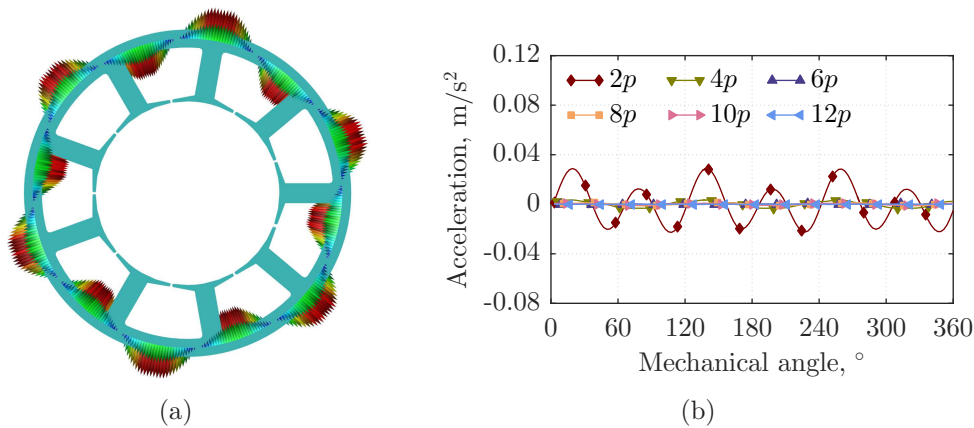 0.12
0.08
0.04
0
-0.04
-0.08
Acceleration, m/s²
2p 4p 6p
8p 10p 12p
0 60 120 180 240 300 360
Mechanical angle, °
(a) (b)